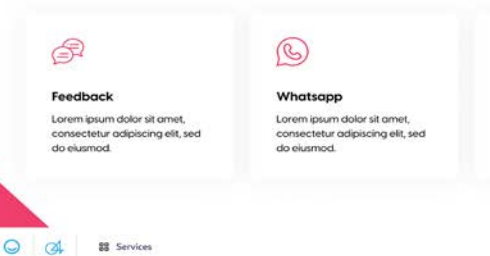 Feedback
Lorem ipsum dolor sit amet,
consectetur adipiscing elit, sed
do eiusmod.
Whatsapp
Lorem ipsum dolor sit amet,
consectetur adipiscing elit, sed
do eiusmod.
Services